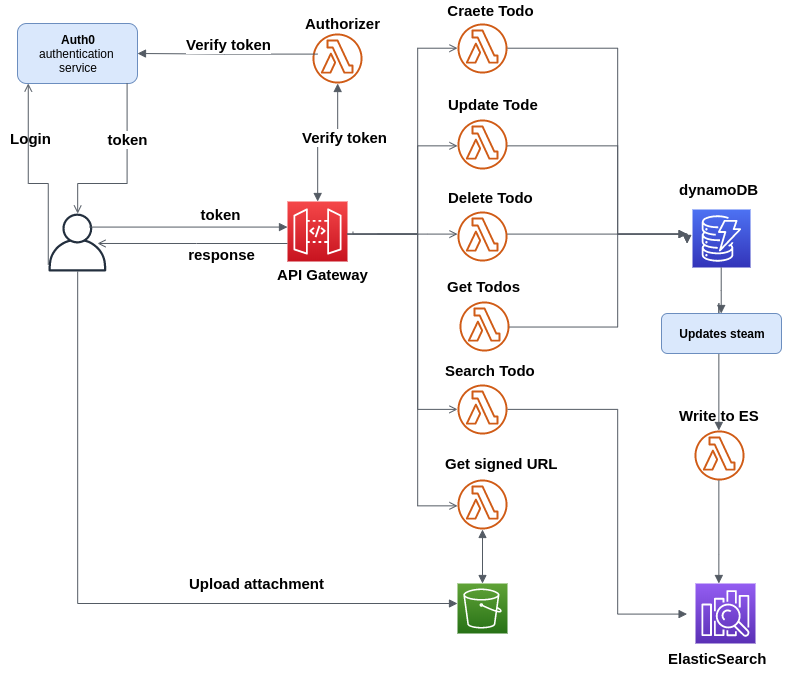 Craete Todo
Authorizer
Auth0
authentication
service
Verify token
Update Tode
Login
token
Verify token
Delete Todo
dynamoDB
token
response
API Gateway
Get Todos
Updates steam
Search Todo
Write to ES
Get signed URL
Upload attachment
ElasticSearch